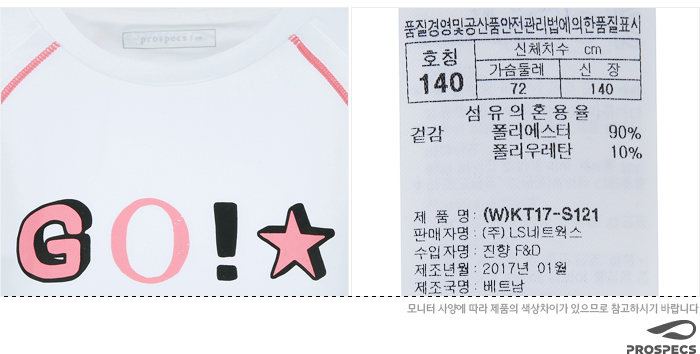 prospecs
GO!
품질경영및공산품안전관리법에의한품질표시
호칭
140
신체치수 cm
가슴둘레 신 장
72 140
섬유의혼용율
겉감 폴리에스터 90%
폴리우레탄 10%
제 품 명: (W)KT17-S121
판매자명: (주) LS네트웍스
수입자명: 진향 F&D
제조년월: 2017년 01월
제조국명: 베트남
모니터 사양에 따라 제품의 색상차이가 있으므로 참고하시기 바랍니다
PROSPECS